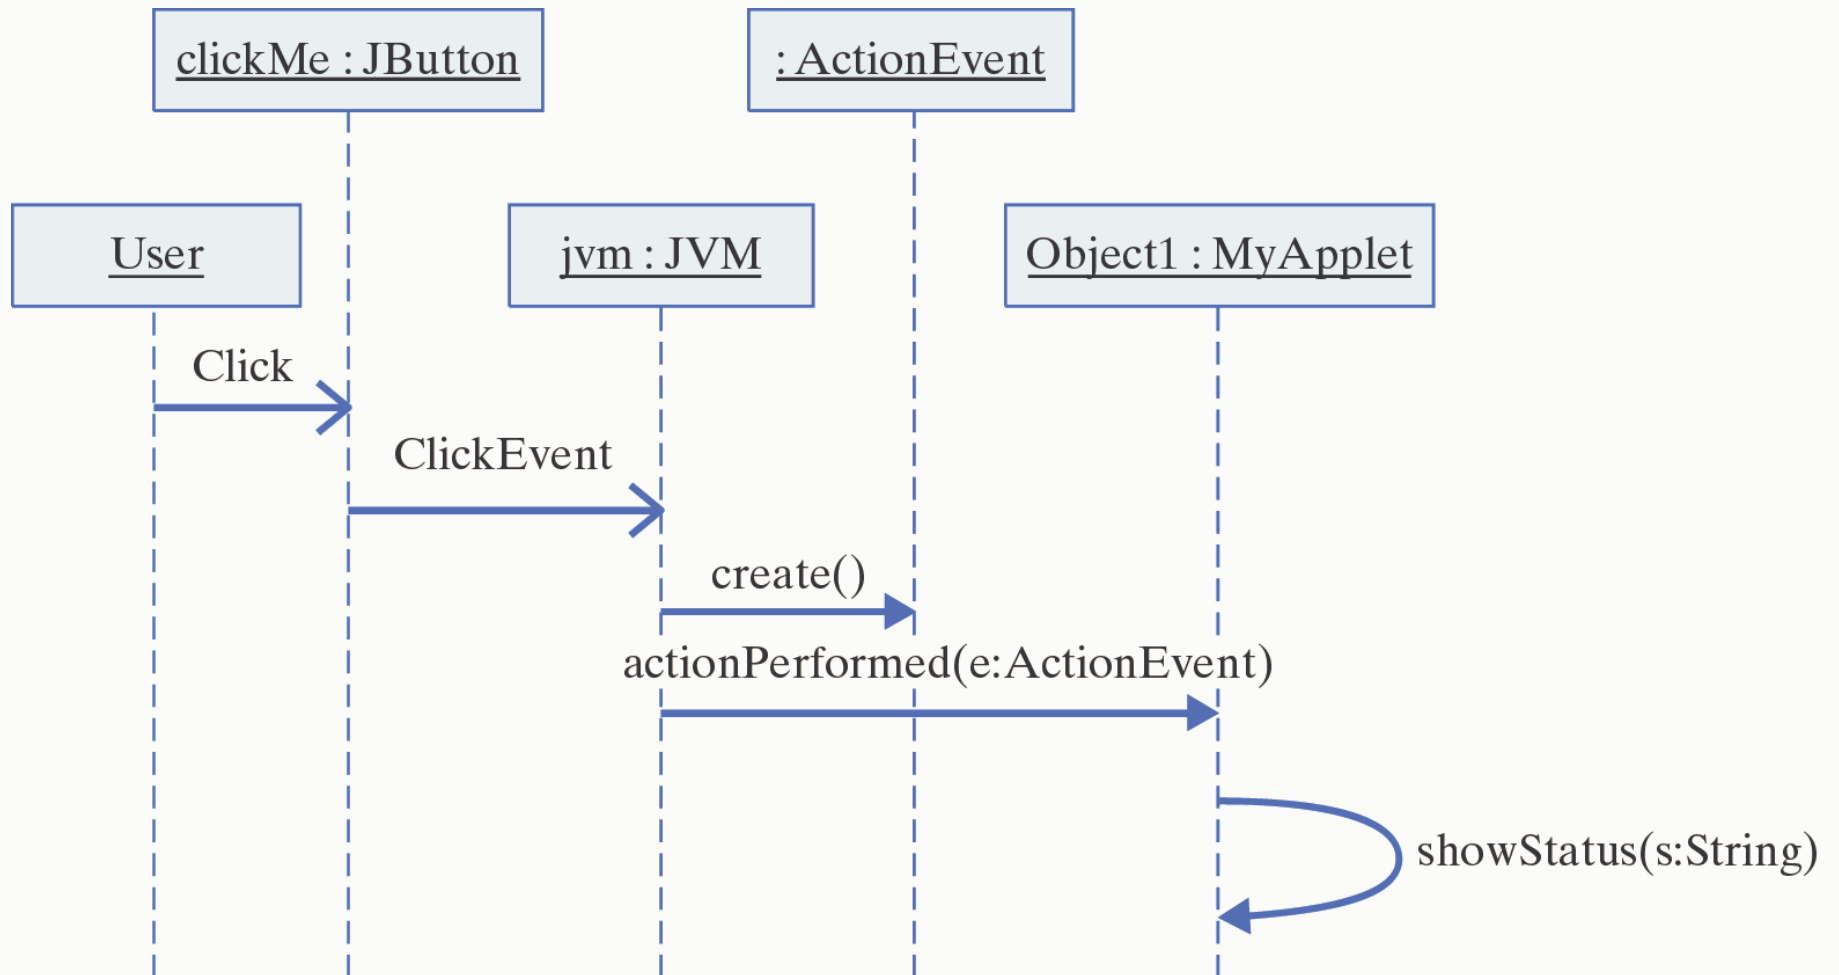 clickMe : JButton
: ActionEvent
User
jvm : JVM
Object1 : MyApplet
Click
ClickEvent
create()
actionPerformed(e:ActionEvent)
showStatus(s:String)